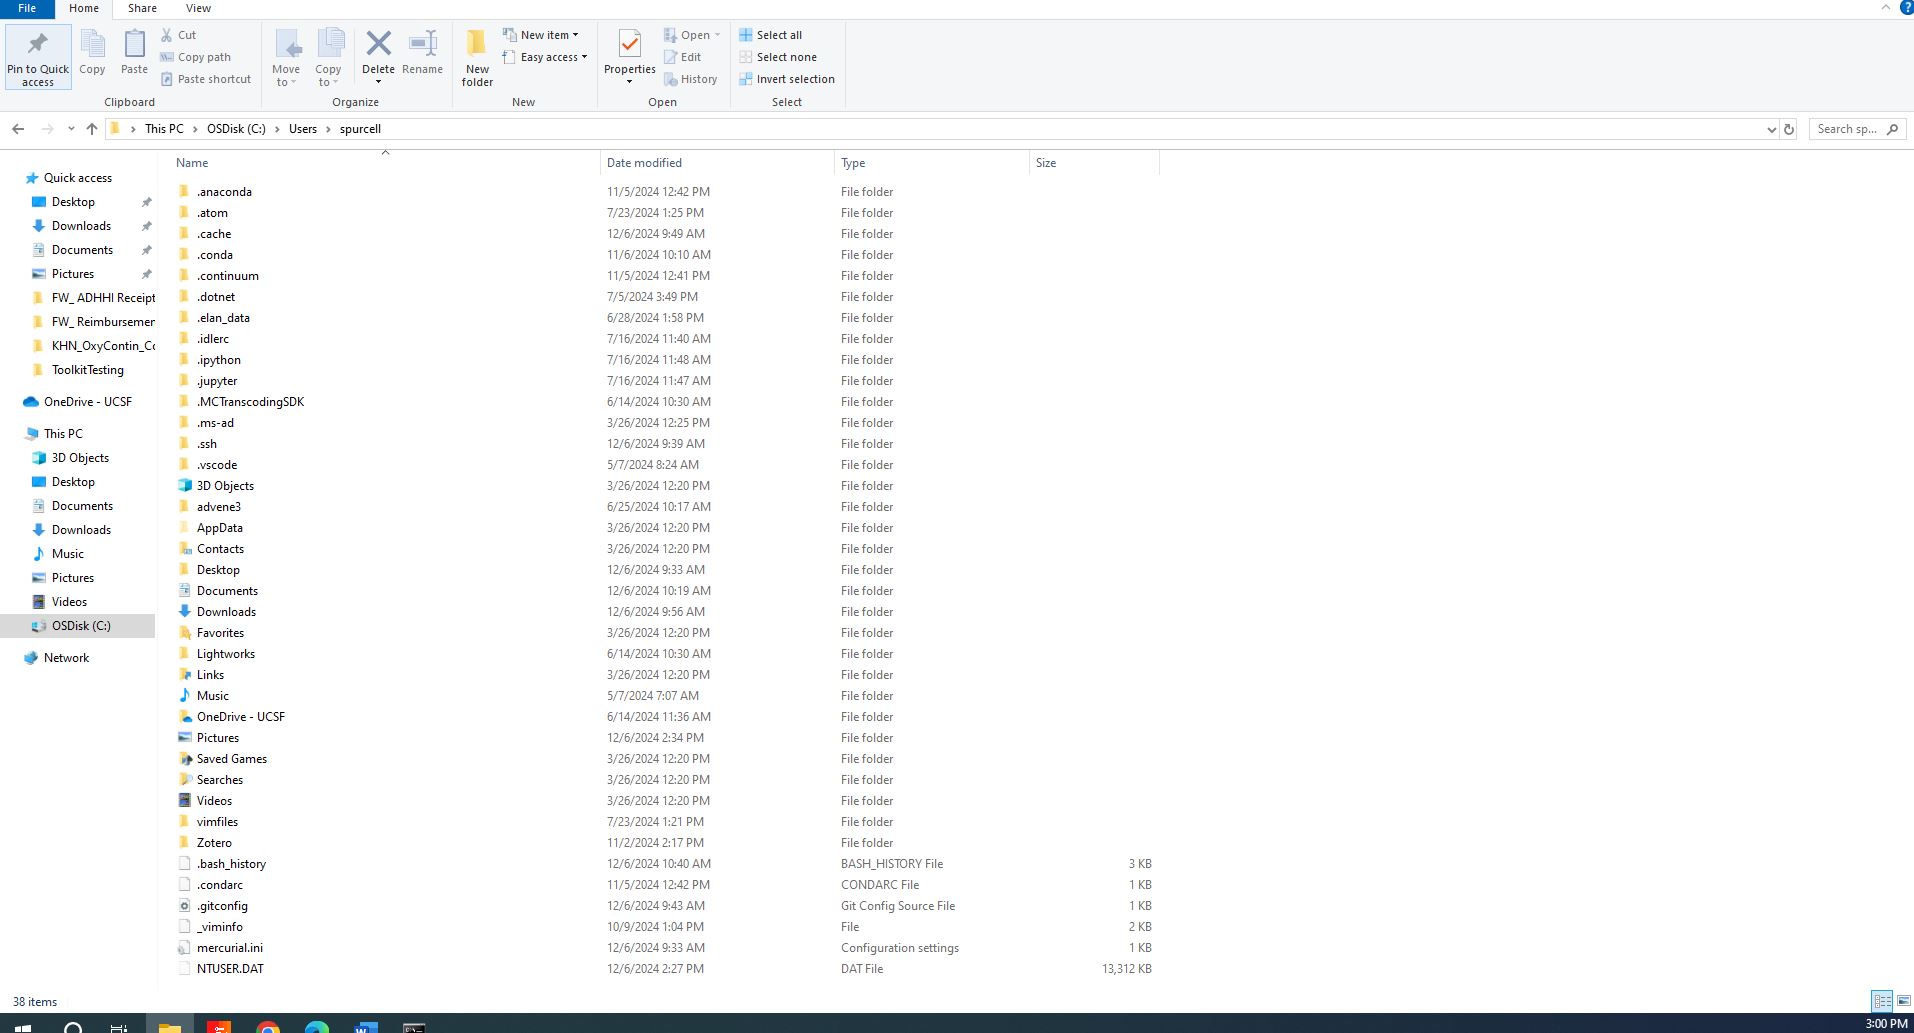 File Home Share View
Pin to Quick access
Copy
Paste
Cut
Copy path
Paste shortcut
Clipboard
Move to
Copy to
Delete
Rename
Organize
New folder
New item
Easy access
New
Properties
Open
Edit
History
Open
Select all
Select none
Invert selection
Select
This PC > OSDisk (C:) > Users > spurcell
Search sp...
Quick access
Desktop
Downloads
Documents
Pictures
FW_ ADHHI Receipt
FW_ Reimbursemen
KHN_OxyContin_Co
ToolkitTesting
OneDrive - UCSF
This PC
3D Objects
Desktop
Documents
Downloads
Music
Pictures
Videos
OSDisk (C:)
Network
Name Date modified Type Size
.anaconda 11/5/2024 12:42 PM File folder
.atom 7/23/2024 1:25 PM File folder
.cache 12/6/2024 9:49 AM File folder
.conda 11/6/2024 10:10 AM File folder
.continuum 11/5/2024 12:41 PM File folder
.dotnet 7/5/2024 3:49 PM File folder
.elan_data 6/28/2024 1:58 PM File folder
.idlerc 7/16/2024 11:40 AM File folder
.ipython 7/16/2024 11:48 AM File folder
.jupyter 7/16/2024 11:47 AM File folder
.MCTranscodingSDK 6/14/2024 10:30 AM File folder
.ms-ad 3/26/2024 12:25 PM File folder
.ssh 12/6/2024 9:39 AM File folder
.vscode 5/7/2024 8:24 AM File folder
3D Objects 3/26/2024 12:20 PM File folder
advene3 6/25/2024 10:17 AM File folder
AppData 3/26/2024 12:20 PM File folder
Contacts 3/26/2024 12:20 PM File folder
Desktop 12/6/2024 9:33 AM File folder
Documents 12/6/2024 10:19 AM File folder
Downloads 12/6/2024 9:56 AM File folder
Favorites 3/26/2024 12:20 PM File folder
Lightworks 6/14/2024 10:30 AM File folder
Links 3/26/2024 12:20 PM File folder
Music 5/7/2024 7:07 AM File folder
OneDrive - UCSF 6/14/2024 11:36 AM File folder
Pictures 12/6/2024 2:34 PM File folder
Saved Games 3/26/2024 12:20 PM File folder
Searches 3/26/2024 12:20 PM File folder
Videos 3/26/2024 12:20 PM File folder
vimfiles 7/23/2024 1:21 PM File folder
Zotero 11/2/2024 2:17 PM File folder
.bash_history 12/6/2024 10:40 AM BASH_HISTORY File 3 KB
.condarc 11/5/2024 12:42 PM CONDARC File 1 KB
.gitconfig 12/6/2024 9:43 AM Git Config Source File 1 KB
_viminfo 10/9/2024 1:04 PM File 2 KB
mercurial.ini 12/6/2024 9:33 AM Configuration settings 1 KB
NTUSER.DAT 12/6/2024 2:27 PM DAT File 13,312 KB
38 items
3:00 PM